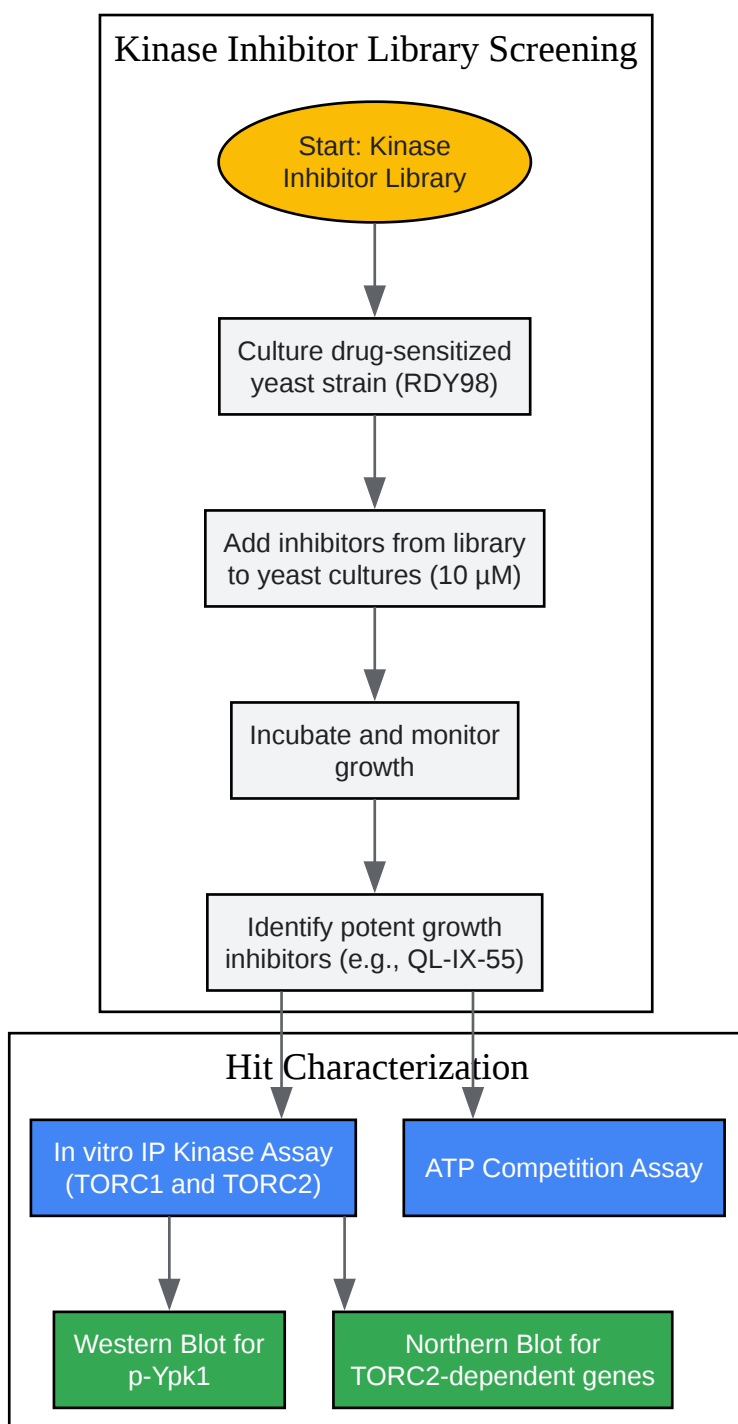 Kinase Inhibitor Library Screening
Start: Kinase
Inhibitor Library
Culture drug-sensitized
yeast strain (RDY98)
Add inhibitors from library
to yeast cultures (10 µM)
Incubate and monitor
growth
Identify potent growth
inhibitors (e.g., QL-IX-55)
Hit Characterization
In vitro IP Kinase Assay
(TORC1 and TORC2)
ATP Competition Assay
Western Blot for
p-Ypk1
Northern Blot for
TORC2-dependent genes